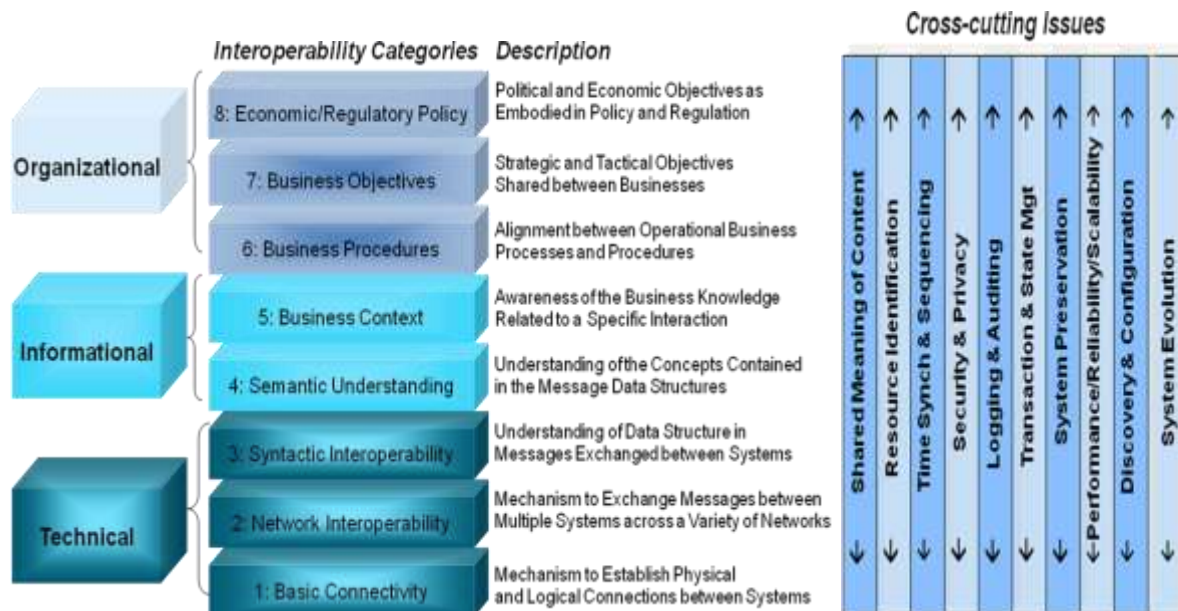 Interoperability Categories
Description
Organizational
8: Economic/Regulatory Policy
Political and Economic Objectives as
Embodied in Policy and Regulation
7: Business Objectives
Strategic and Tactical Objectives
Shared between Businesses
6: Business Procedures
Alignment between Operational Business
Processes and Procedures
Informational
5: Business Context
Awareness of the Business Knowledge
Related to a Specific Interaction
4: Semantic Understanding
Understanding of the Concepts Contained
in the Message Data Structures
Technical
3: Syntactic Interoperability
Understanding of Data Structure in
Messages Exchanged between Systems
2: Network Interoperability
Mechanism to Exchange Messages between
Multiple Systems across a Variety of Networks
1: Basic Connectivity
Mechanism to Establish Physical
and Logical Connections between Systems
Cross-cutting Issues
Shared Meaning of Content
Resource Identification
Time Synch & Sequencing
Security & Privacy
Logging & Auditing
Transaction & State Mgt
System Preservation
Performance/Reliability/Scalability
Discovery & Configuration
System Evolution